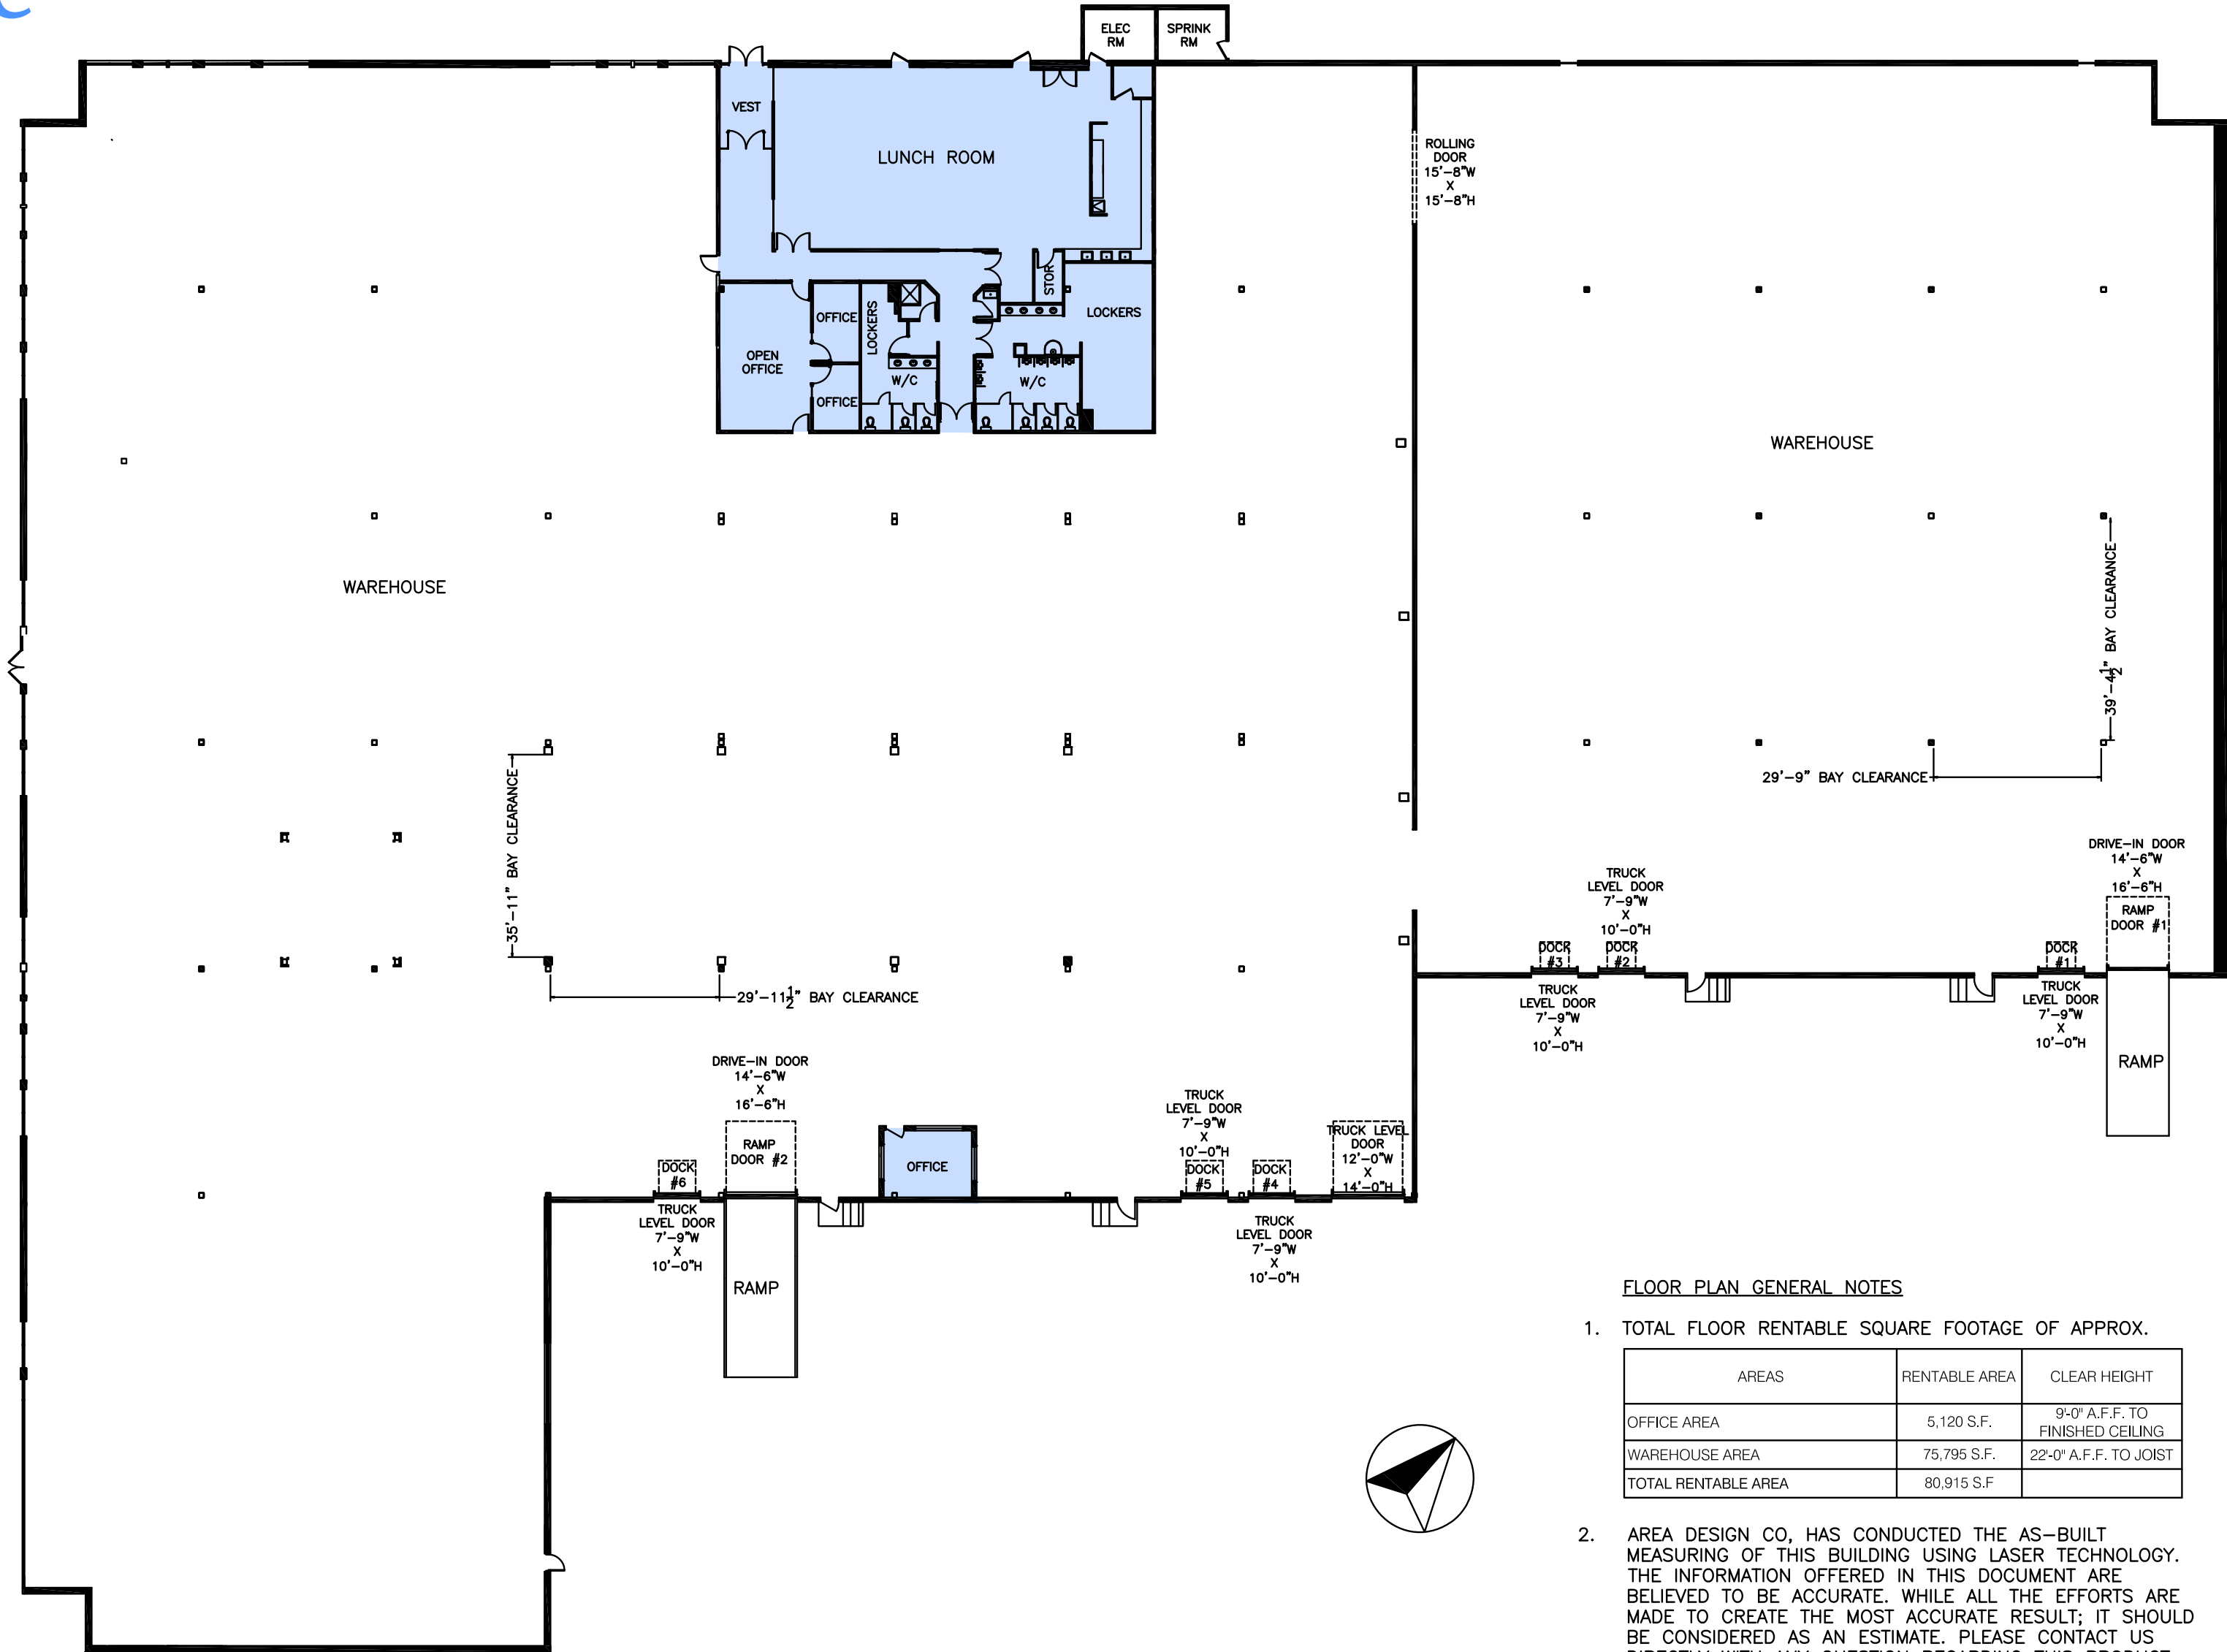 ELEC
RM
SPRINK
RM
VEST
LUNCH ROOM
ROLLING
DOOR
15'-8"W
X
15'-8"H
STOR
LOCKERS
LOCKERS
OFFICE
OPEN
OFFICE
W/C
W/C
OFFICE
WAREHOUSE
WAREHOUSE
39'-4 1/2" BAY CLEARANCE
29'-9" BAY CLEARANCE
35'-11" BAY CLEARANCE
29'-11 1/2" BAY CLEARANCE
DRIVE-IN DOOR
14'-6"W
X
16'-6"H
RAMP
DOOR #1
TRUCK
LEVEL DOOR
7'-9"W
X
10'-0"H
DOCK
#3
DOCK
#2
DOCK
#1
TRUCK
LEVEL DOOR
7'-9"W
X
10'-0"H
TRUCK
LEVEL DOOR
7'-9"W
X
10'-0"H
RAMP
DRIVE-IN DOOR
14'-6"W
X
16'-6"H
RAMP
DOOR #2
DOCK
#6
OFFICE
TRUCK
LEVEL DOOR
7'-9"W
X
10'-0"H
DOCK
#5
DOCK
#4
TRUCK LEVEL
DOOR
12'-0"W
X
14'-0"H
TRUCK
LEVEL DOOR
7'-9"W
X
10'-0"H
RAMP
TRUCK
LEVEL DOOR
7'-9"W
X
10'-0"H
FLOOR PLAN GENERAL NOTES
1. TOTAL FLOOR RENTABLE SQUARE FOOTAGE OF APPROX.
AREAS RENTABLE AREA CLEAR HEIGHT
OFFICE AREA 5,120 S.F. 9'-0" A.F.F. TO
FINISHED CEILING
WAREHOUSE AREA 75,795 S.F. 22'-0" A.F.F. TO JOIST
TOTAL RENTABLE AREA 80,915 S.F
2. AREA DESIGN CO, HAS CONDUCTED THE AS-BUILT
MEASURING OF THIS BUILDING USING LASER TECHNOLOGY.
THE INFORMATION OFFERED IN THIS DOCUMENT ARE
BELIEVED TO BE ACCURATE. WHILE ALL THE EFFORTS ARE
MADE TO CREATE THE MOST ACCURATE RESULT; IT SHOULD
BE CONSIDERED AS AN ESTIMATE. PLEASE CONTACT US